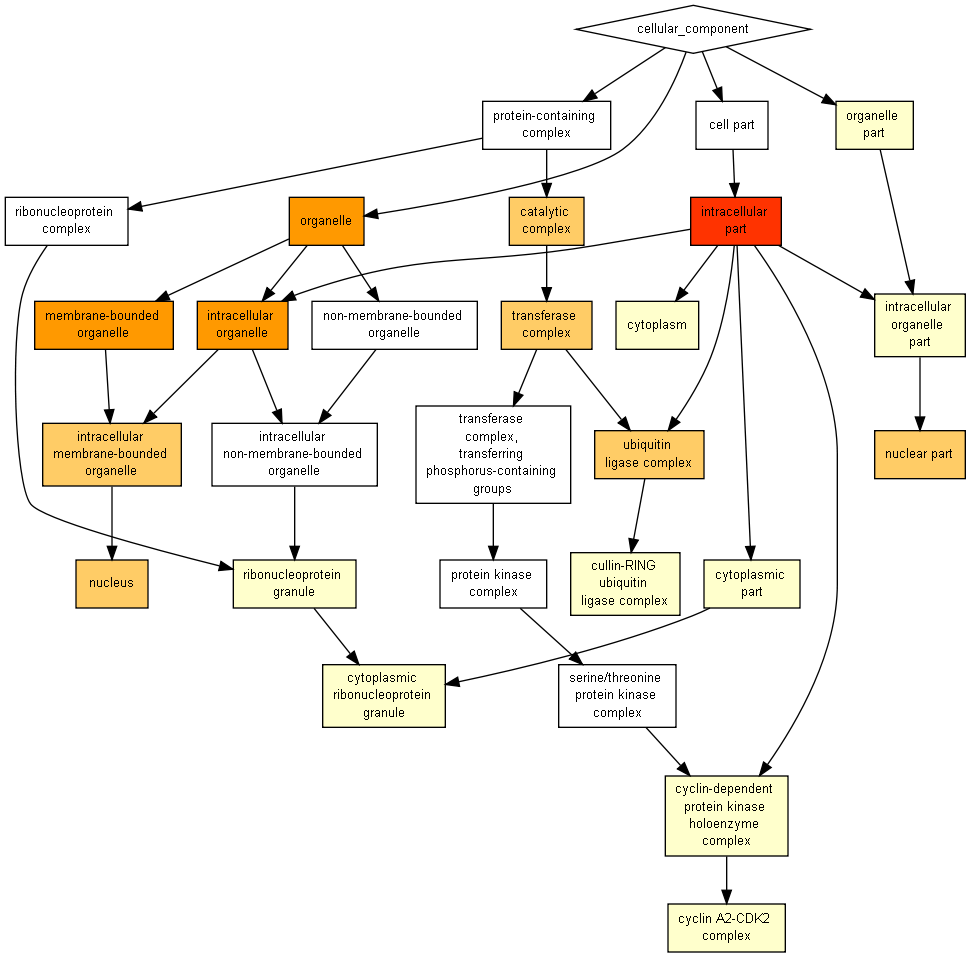 cellular_component
protein-containing
complex
cell part
organelle
part
ribonucleoprotein
complex
organelle
catalytic
complex
intracellular
part
membrane-bounded
organelle
intracellular
organelle
non-membrane-bounded
organelle
transferase
complex
cytoplasm
intracellular
organelle
part
intracellular
membrane-bounded
organelle
intracellular
non-membrane-bounded
organelle
transferase
complex,
transferring
phosphorus-containing
groups
ubiquitin
ligase complex
nuclear part
nucleus
ribonucleoprotein
granule
protein kinase
complex
cullin-RING
ubiquitin
ligase complex
cytoplasmic
part
cytoplasmic
ribonucleoprotein
granule
serine/threonine
protein kinase
complex
cyclin-dependent
protein kinase
holoenzyme
complex
cyclin A2-CDK2
complex